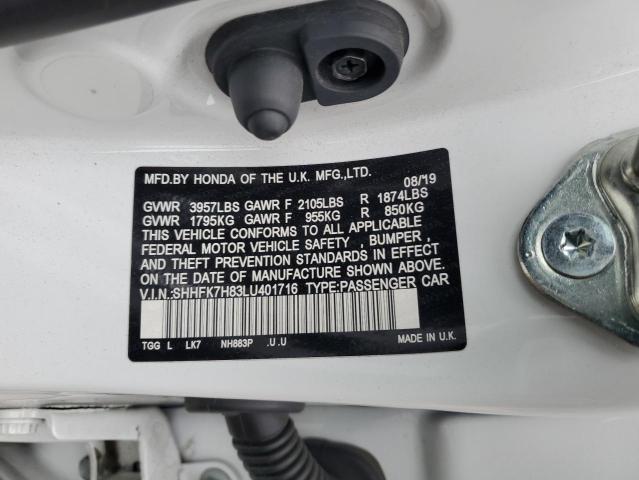 MFD.BY HONDA OF THE U.K. MFG.,LTD.
08/'19
GVWR 3957LBS GAWR F 2105LBS R 1874LBS
GVWR 1795KG GAWR F 955KG R 850KG
THIS VEHICLE CONFORMS TO ALL APPLICABLE
FEDERAL MOTOR VEHICLE SAFETY , BUMPER ,
AND THEFT PREVENTION STANDARDS IN EFFECT
ON THE DATE OF MANUFACTURE SHOWN ABOVE.
V.I.N.:SHHFK7H83LU401716 TYPE:PASSENGER CAR
TGG L LK7 NH883P .U.U MADE IN U.K.